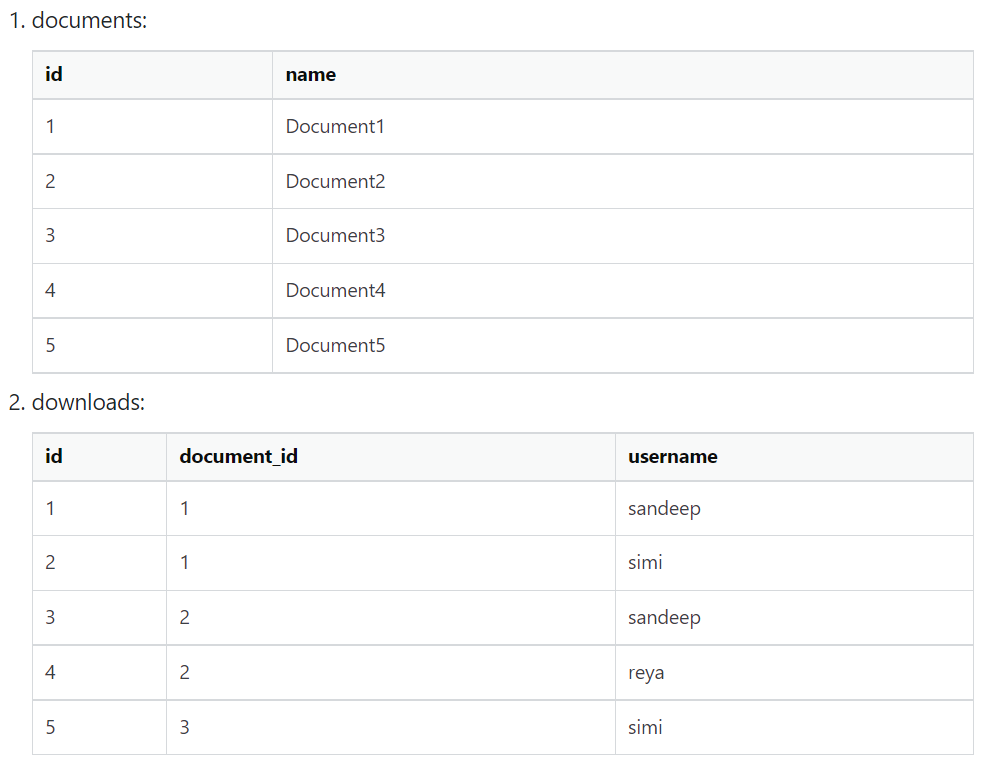 1. documents:
id name
1 Document1
2 Document2
3 Document3
4 Document4
5 Document5
2. downloads:
id document_id username
1 1 sandeep
2 1 simi
3 2 sandeep
4 2 reya
5 3 simi